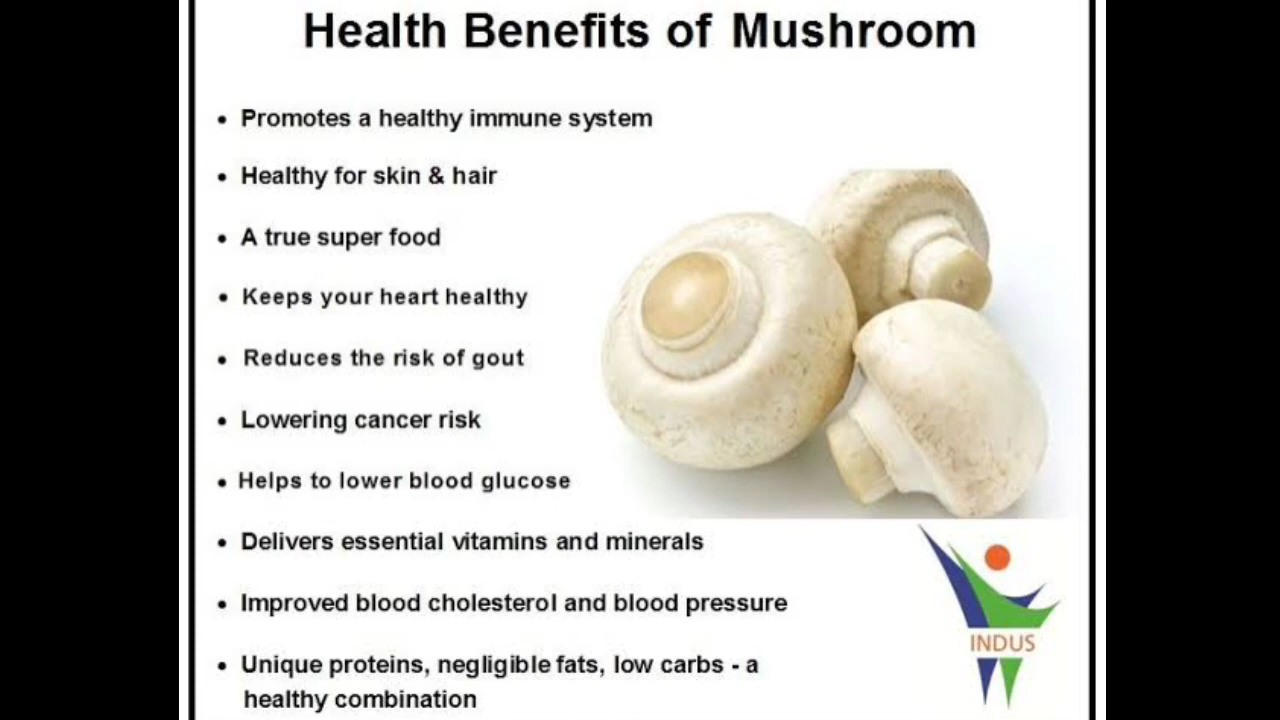 Health Benefits of Mushroom
• Promotes a healthy immune system
• Healthy for skin & hair
• A true super food
• Keeps your heart healthy
• Reduces the risk of gout
• Lowering cancer risk
• Helps to lower blood glucose
• Delivers essential vitamins and minerals
• Improved blood cholesterol and blood pressure
• Unique proteins, negligible fats, low carbs - a
healthy combination
INDUS